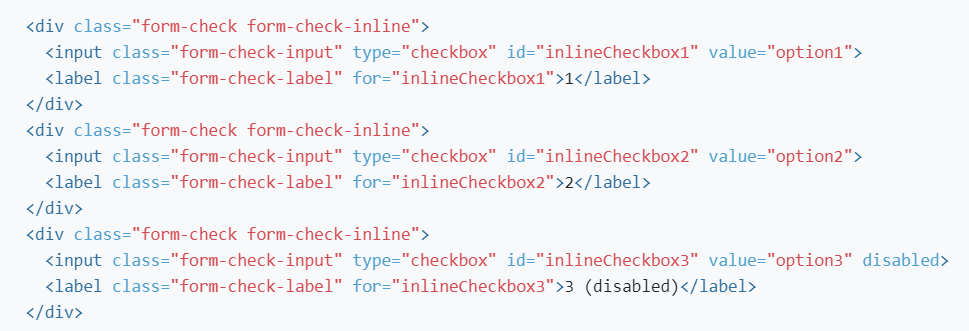 <div class="form-check form-check-inline">
  <input class="form-check-input" type="checkbox" id="inlineCheckbox1" value="option1">
  <label class="form-check-label" for="inlineCheckbox1">1</label>
</div>
<div class="form-check form-check-inline">
  <input class="form-check-input" type="checkbox" id="inlineCheckbox2" value="option2">
  <label class="form-check-label" for="inlineCheckbox2">2</label>
</div>
<div class="form-check form-check-inline">
  <input class="form-check-input" type="checkbox" id="inlineCheckbox3" value="option3" disabled>
  <label class="form-check-label" for="inlineCheckbox3">3 (disabled)</label>
</div>